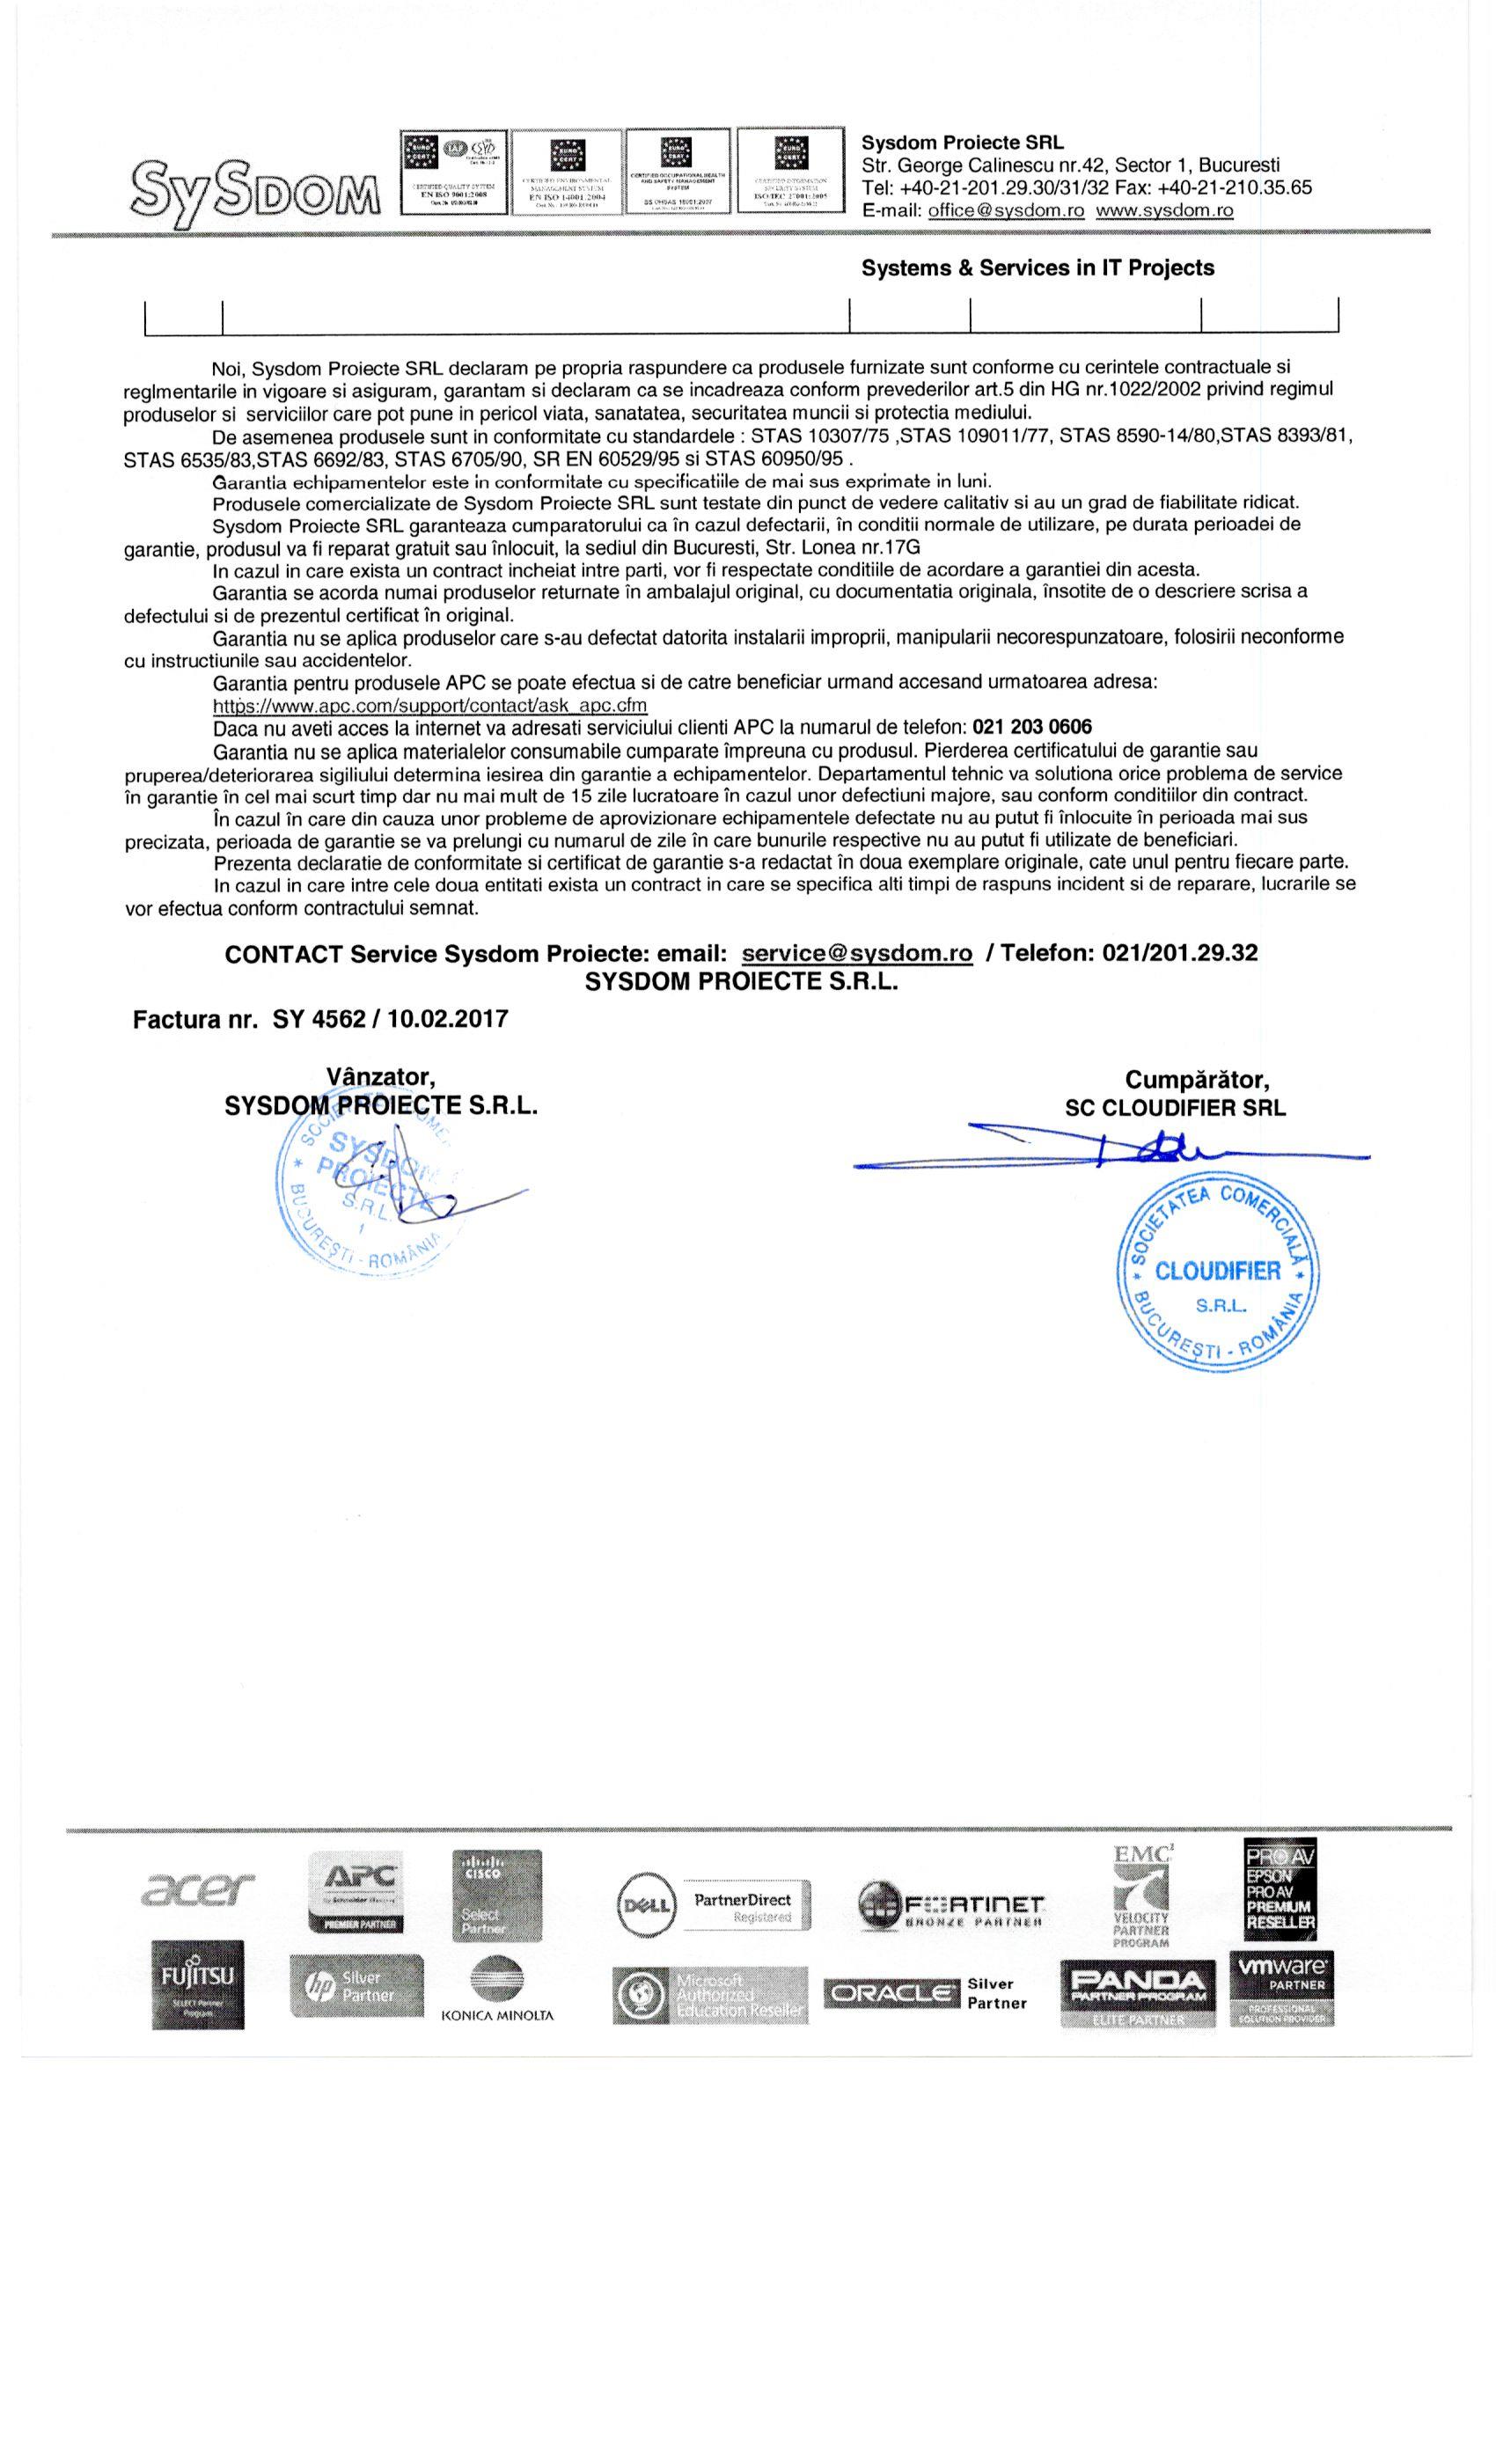 SySDOM
CERTIFIED QUALITY SYSTEM
EN ISO 9001:2008
EN ISO 14001:2004
CERTIFIED OCCUPATIONAL HEALTH
AND SAFETY MANAGEMENT
SYSTEM
BS OHSAS 18001:2007
ISO/IEC 27001:2005
Sysdom Proiecte SRL
Str. George Calinescu nr.42, Sector 1, Bucuresti
Tel: +40-21-201.29.30/31/32 Fax: +40-21-210.35.65
E-mail: office@sysdom.ro www.sysdom.ro
Systems & Services in IT Projects
Noi, Sysdom Proiecte SRL declaram pe propria raspundere ca produsele furnizate sunt conforme cu cerintele contractuale si
reglmentarile in vigoare si asiguram, garantam si declaram ca se incadreaza conform prevederilor art.5 din HG nr.1022/2002 privind regimul
produselor si serviciilor care pot pune in pericol viata, sanatatea, securitatea muncii si protectia mediului.
De asemenea produsele sunt in conformitate cu standardele : STAS 10307/75 ,STAS 109011/77, STAS 8590-14/80,STAS 8393/81,
STAS 6535/83,STAS 6692/83, STAS 6705/90, SR EN 60529/95 si STAS 60950/95 .
Garantia echipamentelor este in conformitate cu specificatiile de mai sus exprimate in luni.
Produsele comercializate de Sysdom Proiecte SRL sunt testate din punct de vedere calitativ si au un grad de fiabilitate ridicat.
Sysdom Proiecte SRL garanteaza cumparatorului ca în cazul defectarii, în conditii normale de utilizare, pe durata perioadei de
garantie, produsul va fi reparat gratuit sau înlocuit, la sediul din Bucuresti, Str. Lonea nr.17G
In cazul in care exista un contract incheiat intre parti, vor fi respectate conditiile de acordare a garantiei din acesta.
Garantia se acorda numai produselor returnate în ambalajul original, cu documentatia originala, însotite de o descriere scrisa a
defectului si de prezentul certificat în original.
Garantia nu se aplica produselor care s-au defectat datorita instalarii improprii, manipularii necorespunzatoare, folosirii neconforme
cu instructiunile sau accidentelor.
Garantia pentru produsele APC se poate efectua si de catre beneficiar urmand accesand urmatoarea adresa:
https://www.apc.com/support/contact/ask_apc.cfm
Daca nu aveti acces la internet va adresati serviciului clienti APC la numarul de telefon: 021 203 0606
Garantia nu se aplica materialelor consumabile cumparate împreuna cu produsul. Pierderea certificatului de garantie sau
pruperea/deteriorarea sigiliului determina iesirea din garantie a echipamentelor. Departamentul tehnic va solutiona orice problema de service
în garantie în cel mai scurt timp dar nu mai mult de 15 zile lucratoare în cazul unor defectiuni majore, sau conform conditiilor din contract.
În cazul în care din cauza unor probleme de aprovizionare echipamentele defectate nu au putut fi înlocuite în perioada mai sus
precizata, perioada de garantie se va prelungi cu numarul de zile în care bunurile respective nu au putut fi utilizate de beneficiari.
Prezenta declaratie de conformitate si certificat de garantie s-a redactat în doua exemplare originale, cate unul pentru fiecare parte.
In cazul in care intre cele doua entitati exista un contract in care se specifica alti timpi de raspuns incident si de reparare, lucrarile se
vor efectua conform contractului semnat.
CONTACT Service Sysdom Proiecte: email: service@sysdom.ro / Telefon: 021/201.29.32
SYSDOM PROIECTE S.R.L.
Factura nr. SY 4562 / 10.02.2017
Vânzator,
SYSDOM PROIECTE S.R.L.
SYSDOM
PROIECTE
S.R.L.
1
BUCUREȘTI - ROMÂNIA
Cumpărător,
SC CLOUDIFIER SRL
SOCIETATEA COMERCIALĂ
CLOUDIFIER
S.R.L.
BUCUREȘTI - ROMÂNIA
acer
APC
by Schneider Electric
PREMIER PARTNER
CISCO
Select
Partner
DELL
PartnerDirect
Registered
FORTINET
BRONZE PARTNER
EMC²
VELOCITY
PARTNER
PROGRAM
PRO AV
EPSON
PRO AV
PREMIUM
RESELLER
FUJITSU
SELECT Partner
Program
hp
Silver
Partner
KONICA MINOLTA
Microsoft
Authorized
Education Reseller
ORACLE
Silver
Partner
PANDA
PARTNER PROGRAM
ELITE PARTNER
vmware
PARTNER
PROFESSIONAL
SOLUTION PROVIDER